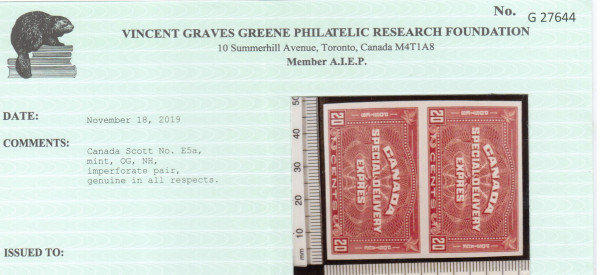 No. G 27644
VINCENT GRAVES GREENE PHILATELIC RESEARCH FOUNDATION
10 Summerhill Avenue, Toronto, Canada M4T1A8
Member A.I.E.P.
DATE:
November 18, 2019
COMMENTS:
Canada Scott No. E5a,
mint, OG, NH,
imperforate pair,
genuine in all respects.
ISSUED TO:
50
40
30
20
10
mm
20 CENTS 20
CANADA
SPECIAL DELIVERY
EXPRES
20 CENTS 20
CANADA
SPECIAL DELIVERY
EXPRES